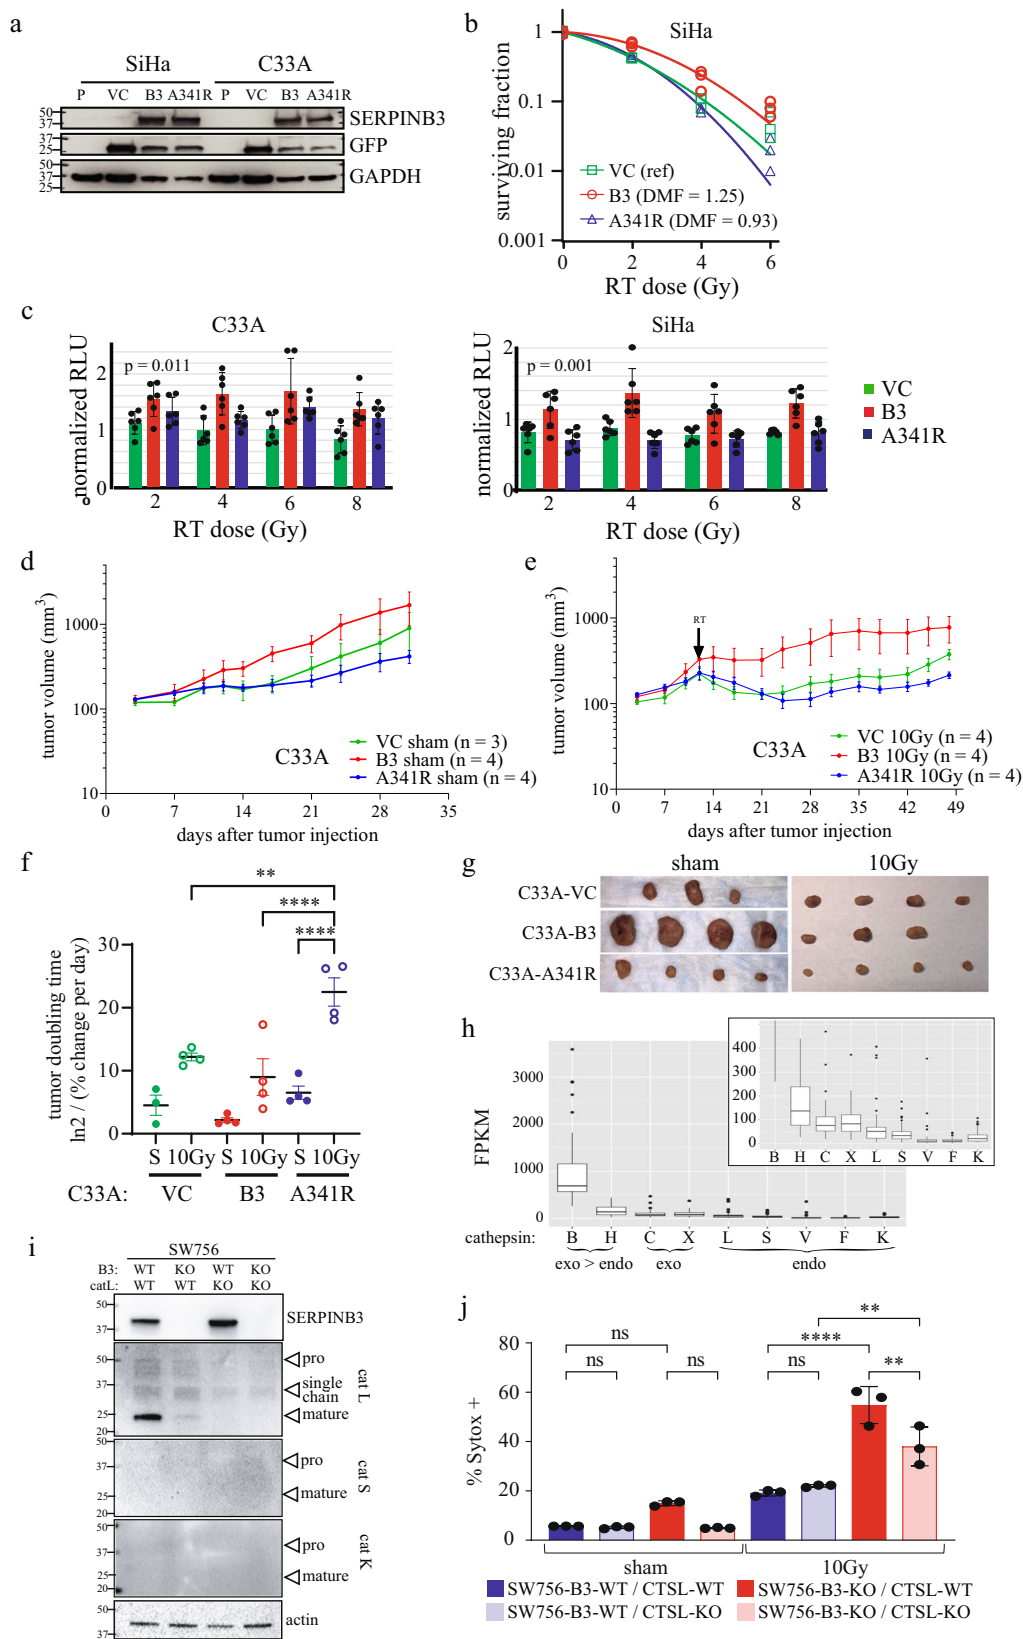 a
SiHa C33A
P VC B3 A341R P VC B3 A341R
50
37
SERPINB3
37
25
GFP
50
37
25
GAPDH
b
SiHa
surviving fraction
1
0.1
0.01
0.001
VC (ref)
B3 (DMF = 1.25)
A341R (DMF = 0.93)
0 2 4 6
RT dose (Gy)
c
C33A
normalized RLU
2
1
0
p = 0.011
2 4 6 8
RT dose (Gy)
SiHa
normalized RLU
2
1
0
p = 0.001
2 4 6 8
RT dose (Gy)
VC
B3
A341R
d
tumor volume (mm3)
1000
100
10
C33A
VC sham (n = 3)
B3 sham (n = 4)
A341R sham (n = 4)
0 7 14 21 28 31 35
days after tumor injection
e
tumor volume (mm3)
1000
100
10
RT
C33A
VC 10Gy (n = 4)
B3 10Gy (n = 4)
A341R 10Gy (n = 4)
0 7 14 21 28 35 42 49
days after tumor injection
f
tumor doubling time
ln2 / (% change per day)
30
20
10
0
**
****
****
S 10Gy S 10Gy S 10Gy
C33A: VC B3 A341R
g
sham 10Gy
C33A-VC
C33A-B3
C33A-A341R
h
FPKM
3000
2000
1000
0
cathepsin: B H C X L S V F K
exo > endo exo endo
400
300
200
100
0
B H C X L S V F K
i
SW756
B3: WT KO WT KO
catL: WT WT KO KO
50
37
SERPINB3
50
37
25
pro
single
chain
mature
cat L
50
37
25
pro
mature
cat S
50
37
25
20
pro
mature
cat K
50
37
actin
j
% Sytox +
80
60
40
20
0
ns
ns
ns
**
****
ns
**
sham 10Gy
SW756-B3-WT / CTSL-WT
SW756-B3-WT / CTSL-KO
SW756-B3-KO / CTSL-WT
SW756-B3-KO / CTSL-KO